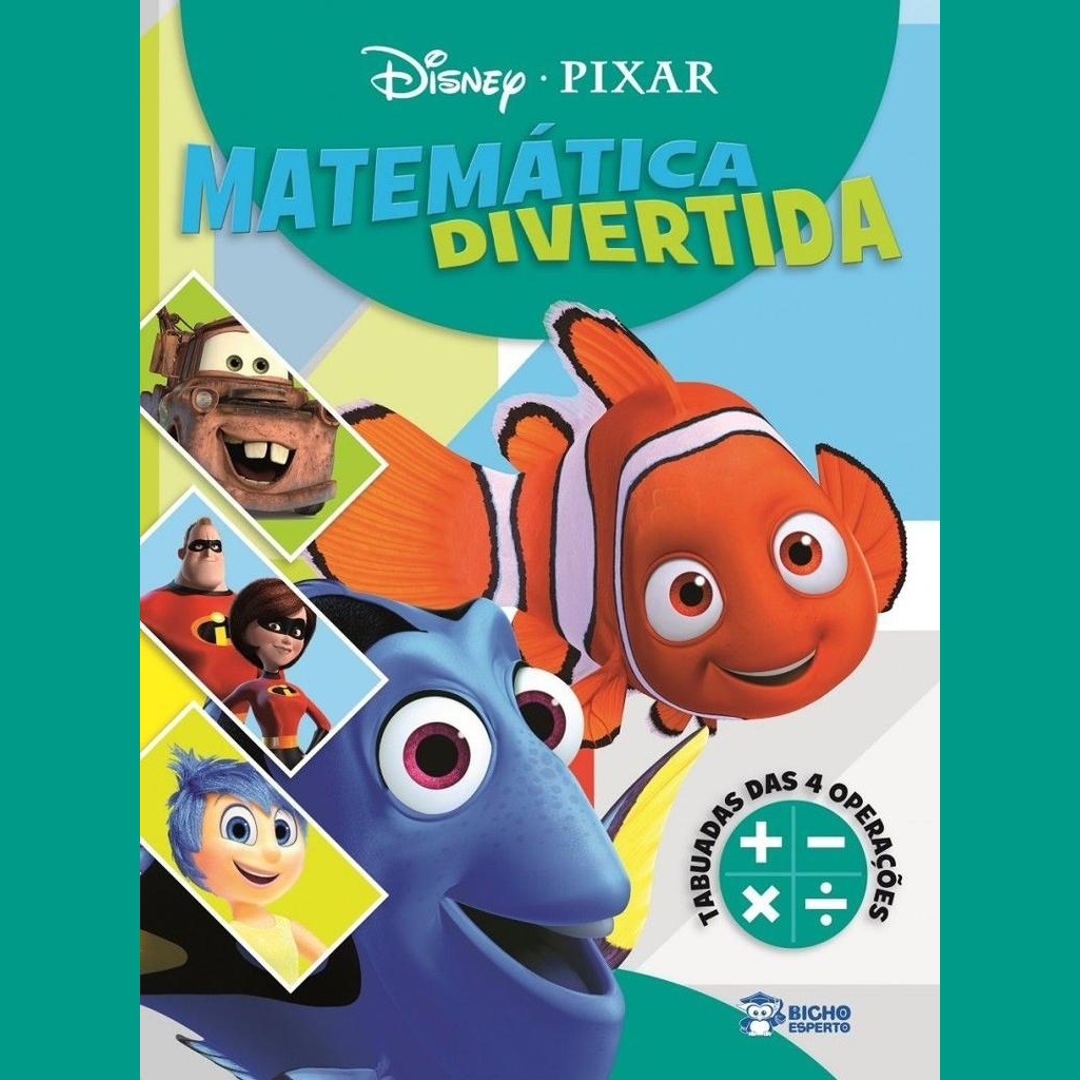 Disney · PIXAR
MATEMÁTICA
DIVERTIDA
TABUADAS DAS 4 OPERAÇÕES
+ −
× ÷
BICHO
ESPERTO